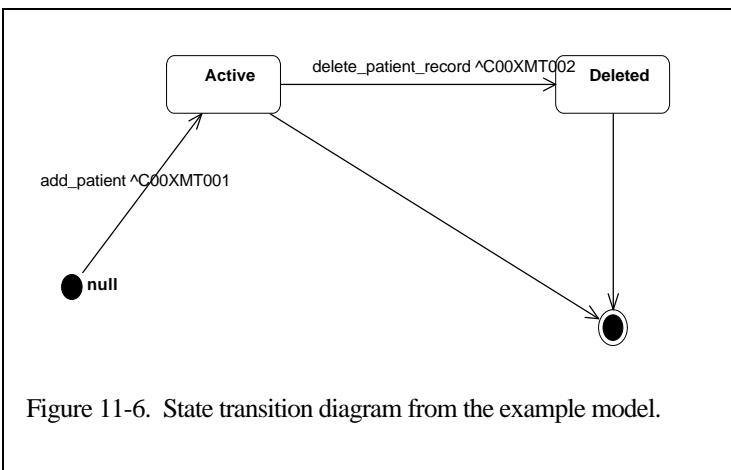 Active
delete_patient_record ^C00XMT002
Deleted
add_patient ^C00XMT001
null
Figure 11-6. State transition diagram from the example model.